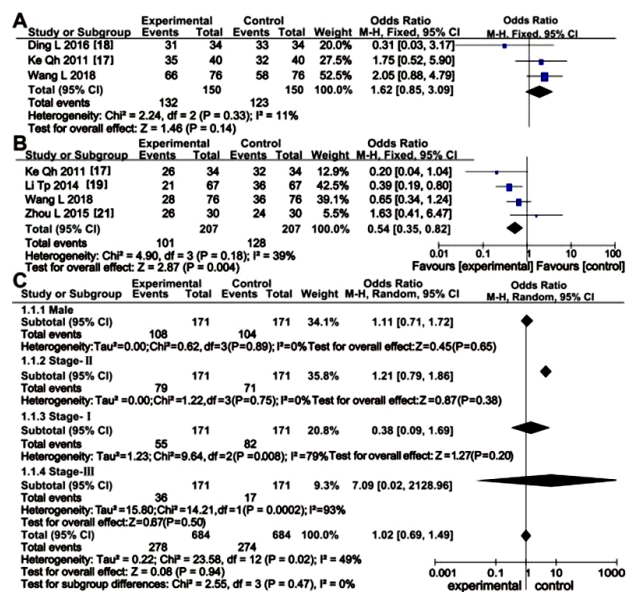 A
Experimental Control Odds Ratio Odds Ratio
Study or Subgroup Events Total Events Total Weight M-H, Fixed, 95% CI M-H, Fixed, 95% CI
Ding L 2016 [18] 31 34 33 34 20.0% 0.31 [0.03, 3.17]
Ke Qh 2011 [17] 35 40 32 40 27.5% 1.75 [0.52, 5.90]
Wang L 2018 66 76 58 76 52.5% 2.05 [0.88, 4.79]
Total (95% CI) 150 150 100.0% 1.62 [0.85, 3.09]
Total events 132 123
Heterogeneity: Chi² = 2.24, df = 2 (P = 0.33); I² = 11%
Test for overall effect: Z = 1.46 (P = 0.14)
B
Experimental Control Odds Ratio Odds Ratio
Study or Subgroup Events Total Events Total Weight M-H, Fixed, 95% CI M-H, Fixed, 95% CI
Ke Qh 2011 [17] 26 34 32 34 12.9% 0.20 [0.04, 1.04]
Li Tp 2014 [19] 21 67 36 67 42.5% 0.39 [0.19, 0.80]
Wang L 2018 28 76 36 76 39.1% 0.65 [0.34, 1.24]
Zhou L 2015 [21] 26 30 24 30 5.5% 1.63 [0.41, 6.47]
Total (95% CI) 207 207 100.0% 0.54 [0.35, 0.82]
Total events 101 128
Heterogeneity: Chi² = 4.90, df = 3 (P = 0.18); I² = 39%
Test for overall effect: Z = 2.87 (P = 0.004)
0.01 0.1 1 10 100
Favours [experimental] Favours [control]
C
Experimental Control Odds Ratio Odds Ratio
Study or Subgroup Events Total Events Total Weight M-H, Random, 95% CI M-H, Random, 95% CI
1.1.1 Male
Subtotal (95% CI) 171 171 34.1% 1.11 [0.71, 1.72]
Total events 108 104
Heterogeneity:Tau²=0.00;Chi²=0.62, df=3(P=0.89); I²=0%Test for overall effect:Z=0.45(P=0.65)
1.1.2 Stage-Ⅱ
Subtotal (95% CI) 171 171 35.8% 1.21 [0.79, 1.86]
Total events 79 71
Heterogeneity: Tau² =0.00;Chi²=1.22,df=3(P=0.75); I²=0% Test for overall effect:Z=0.87(P=0.38)
1.1.3 Stage-Ⅰ
Subtotal (95% CI) 171 171 20.8% 0.38 [0.09, 1.69]
Total events 55 82
Heterogeneity: Tau²=1.23;Chi²=9.64,df=2(P=0.008); I²=79%Test for overall effect:Z=1.27(P=0.20)
1.1.4 Stage-Ⅲ
Subtotal (95% CI) 171 171 9.3% 7.09 [0.02, 2128.96]
Total events 36 17
Heterogeneity: Tau²=15.80;Chi²=14.21,df=1(P=0.0002); I²=93%
Test for overall effect:Z=0.67(P=0.50)
Total (95% CI) 684 684 100.0% 1.02 [0.69, 1.49]
Total events 278 274
Heterogeneity: Tau² = 0.22; Chi² = 23.58, df = 12 (P = 0.02); I² = 49%
Test for overall effect: Z = 0.08 (P = 0.94)
Test for subgroup differences: Chi² = 2.55, df = 3 (P = 0.47), I² = 0%
0.001 0.1 1 10 1000
experimental control